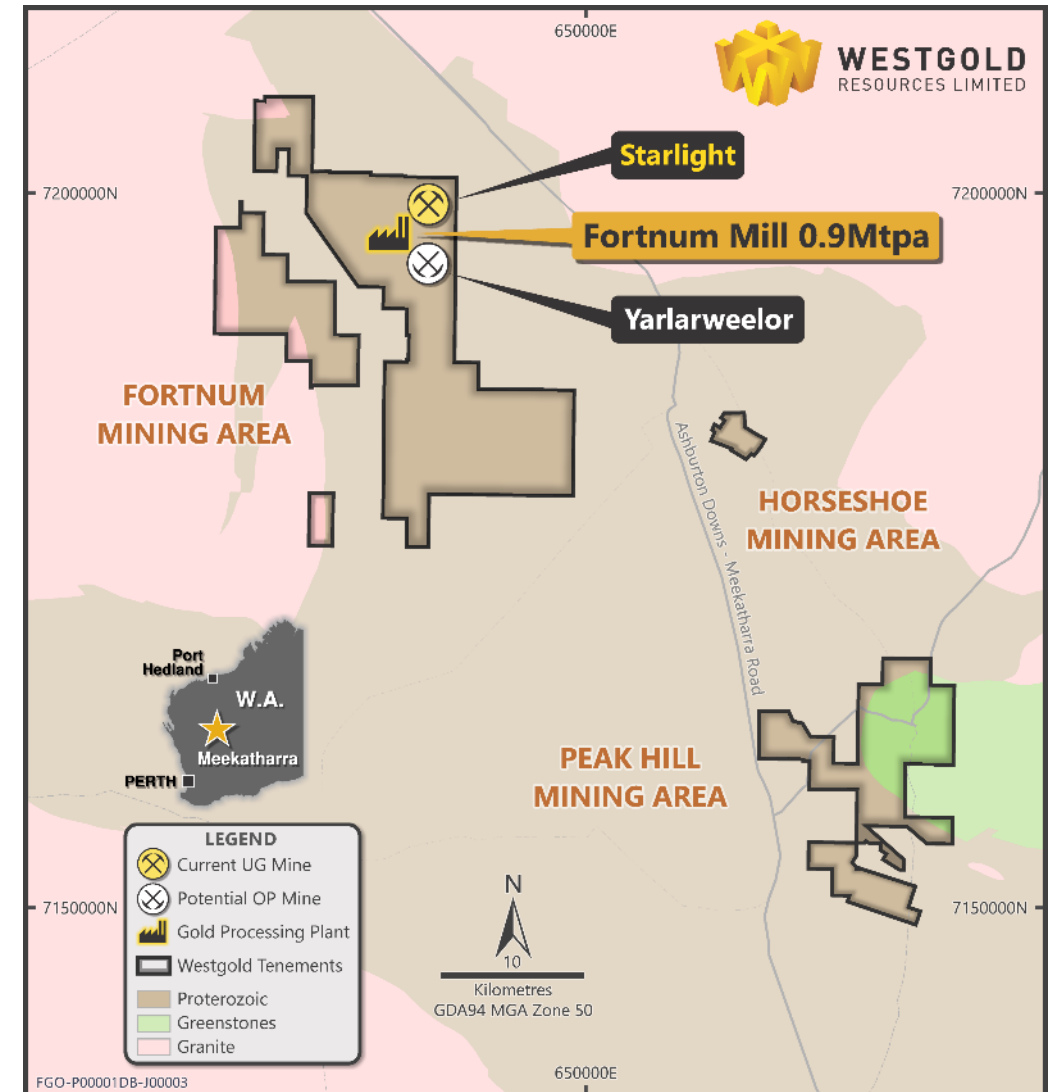 650000E
WESTGOLD
RESOURCES LIMITED
Starlight
7200000N
7200000N
Fortnum Mill 0.9Mtpa
Yarlarweelor
FORTNUM
MINING AREA
Ashburton Downs - Meekatharra Road
HORSESHOE
MINING AREA
Port
Hedland
W.A.
Meekatharra
PERTH
PEAK HILL
MINING AREA
LEGEND
Current UG Mine
Potential OP Mine
Gold Processing Plant
Westgold Tenements
Proterozoic
Greenstones
Granite
N
10
Kilometres
GDA94 MGA Zone 50
7150000N
7150000N
650000E
FGO-P00001DB-J00003